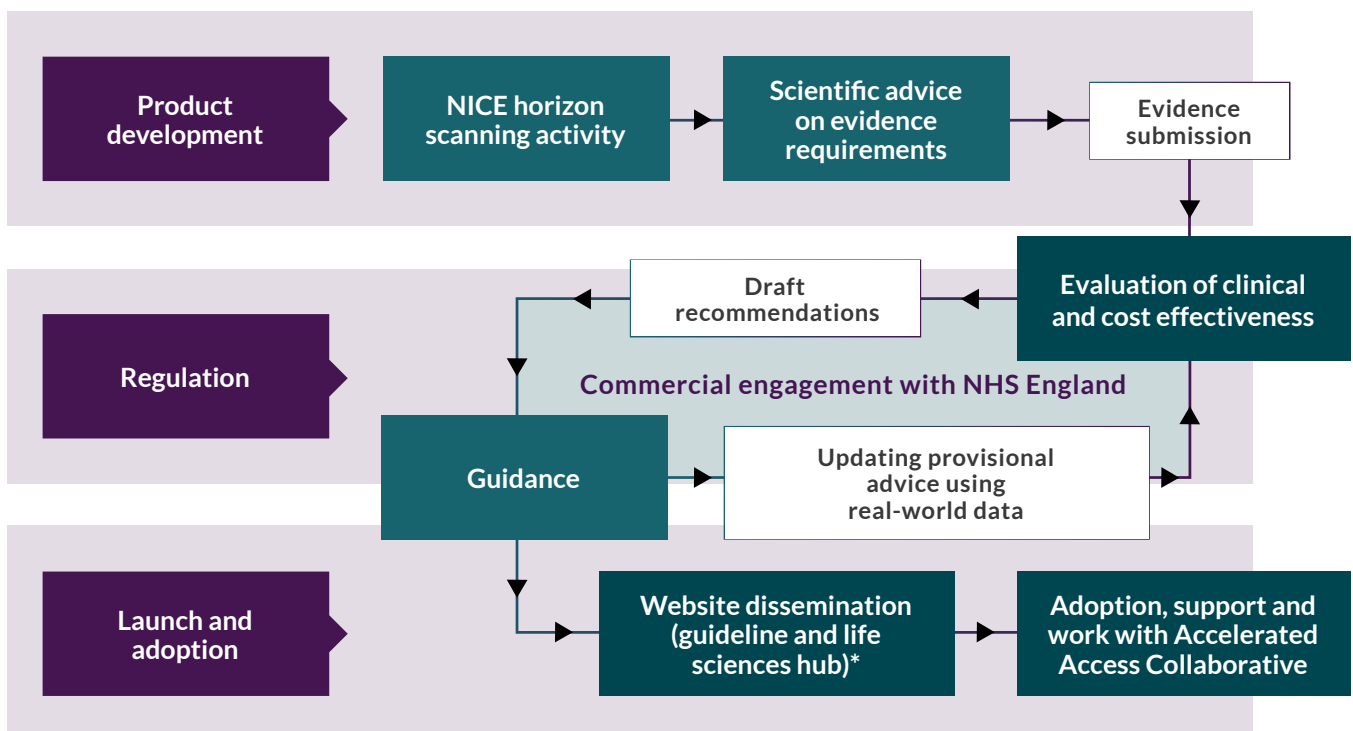 Product
development
NICE horizon
scanning activity
Scientific advice
on evidence
requirements
Evidence
submission
Regulation
Draft
recommendations
Evaluation of clinical
and cost effectiveness
Commercial engagement with NHS England
Guidance
Updating provisional
advice using
real-world data
Launch and
adoption
Website dissemination
(guideline and life
sciences hub)*
Adoption, support and
work with Accelerated
Access Collaborative